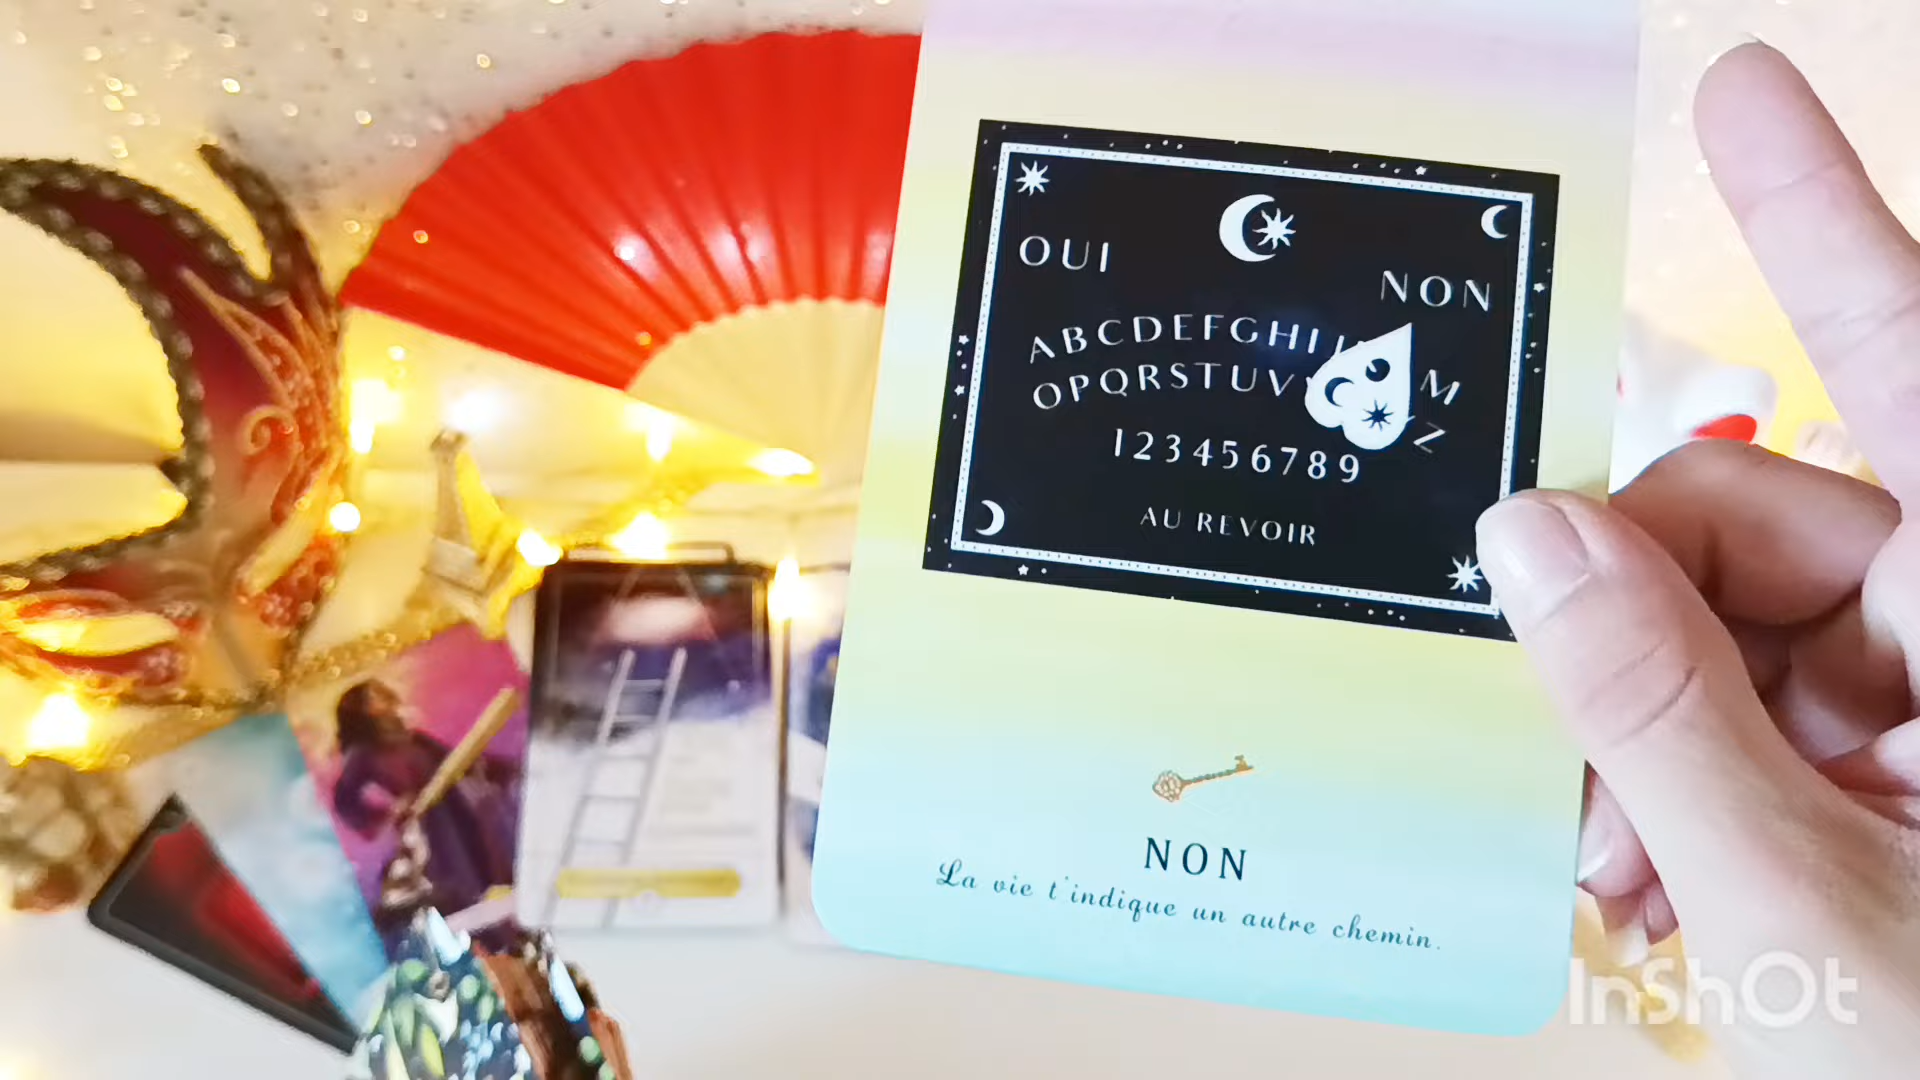 OUI
NON
ABCDEFGHI
M
OPQRSTUV
Z
123456789
AU REVOIR
NON
La vie t'indique un autre chemin.
InShOt